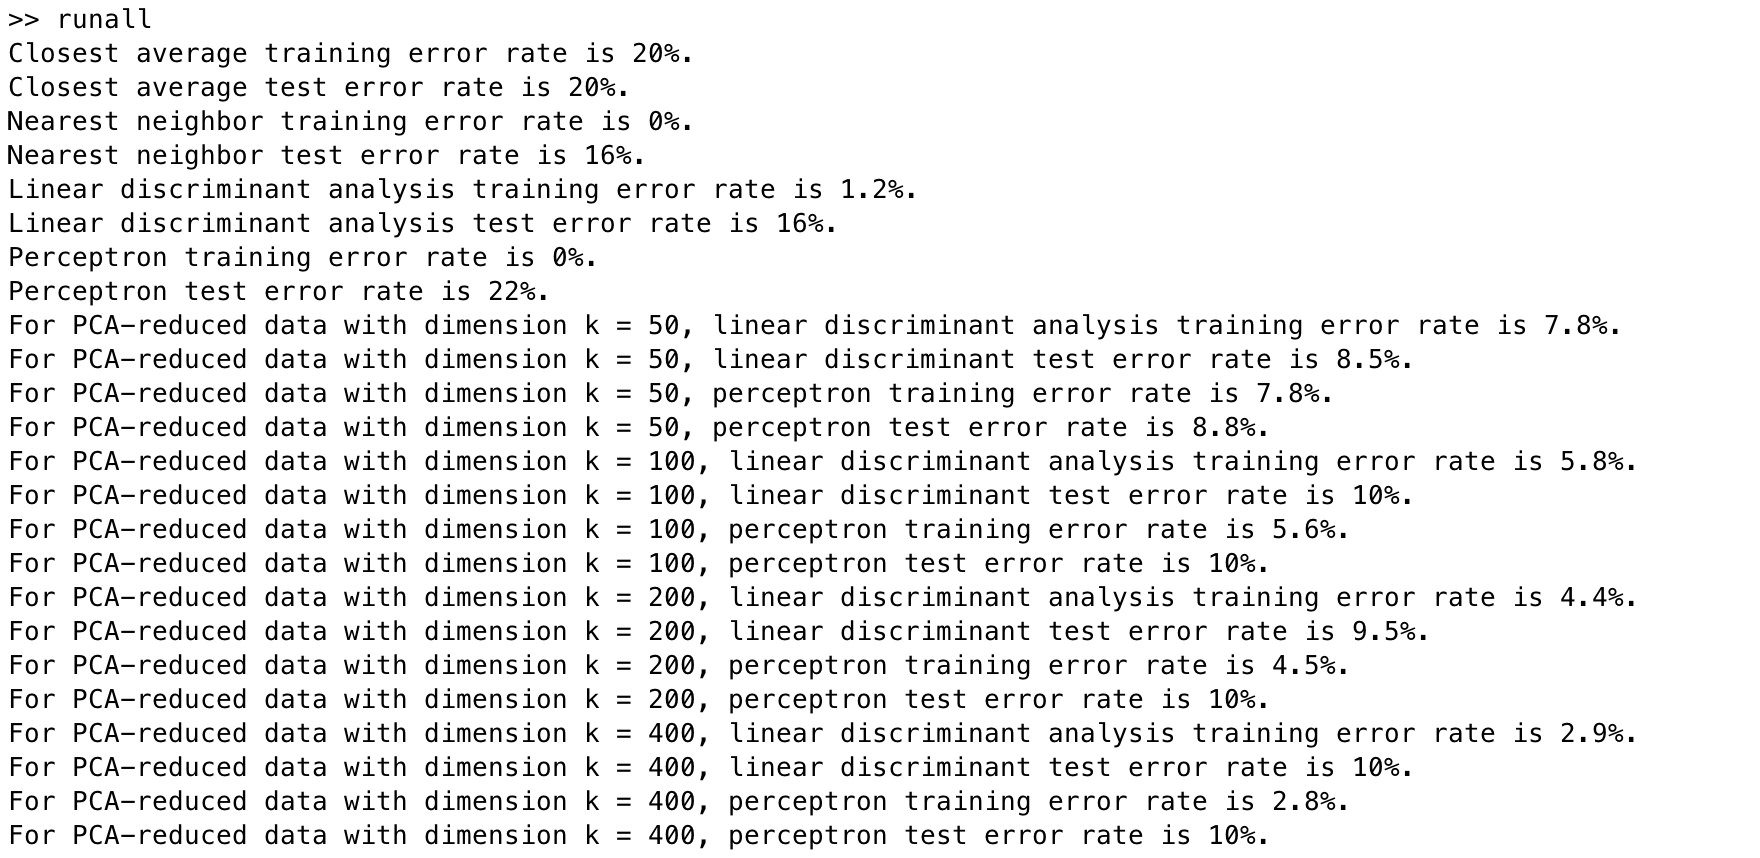 >> runall
Closest average training error rate is 20%.
Closest average test error rate is 20%.
Nearest neighbor training error rate is 0%.
Nearest neighbor test error rate is 16%.
Linear discriminant analysis training error rate is 1.2%.
Linear discriminant analysis test error rate is 16%.
Perceptron training error rate is 0%.
Perceptron test error rate is 22%.
For PCA-reduced data with dimension k = 50, linear discriminant analysis training error rate is 7.8%.
For PCA-reduced data with dimension k = 50, linear discriminant test error rate is 8.5%.
For PCA-reduced data with dimension k = 50, perceptron training error rate is 7.8%.
For PCA-reduced data with dimension k = 50, perceptron test error rate is 8.8%.
For PCA-reduced data with dimension k = 100, linear discriminant analysis training error rate is 5.8%.
For PCA-reduced data with dimension k = 100, linear discriminant test error rate is 10%.
For PCA-reduced data with dimension k = 100, perceptron training error rate is 5.6%.
For PCA-reduced data with dimension k = 100, perceptron test error rate is 10%.
For PCA-reduced data with dimension k = 200, linear discriminant analysis training error rate is 4.4%.
For PCA-reduced data with dimension k = 200, linear discriminant test error rate is 9.5%.
For PCA-reduced data with dimension k = 200, perceptron training error rate is 4.5%.
For PCA-reduced data with dimension k = 200, perceptron test error rate is 10%.
For PCA-reduced data with dimension k = 400, linear discriminant analysis training error rate is 2.9%.
For PCA-reduced data with dimension k = 400, linear discriminant test error rate is 10%.
For PCA-reduced data with dimension k = 400, perceptron training error rate is 2.8%.
For PCA-reduced data with dimension k = 400, perceptron test error rate is 10%.